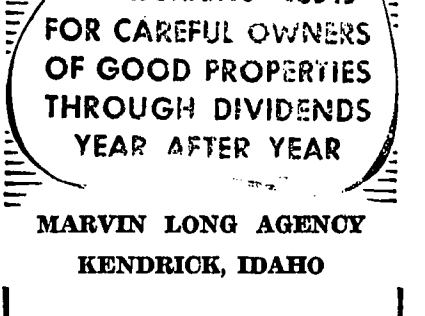 FOR CAREFUL OWNERS
OF GOOD PROPERTIES
THROUGH DIVIDENDS
YEAR AFTER YEAR
MARVIN LONG AGENCY
KENDRICK, IDAHO